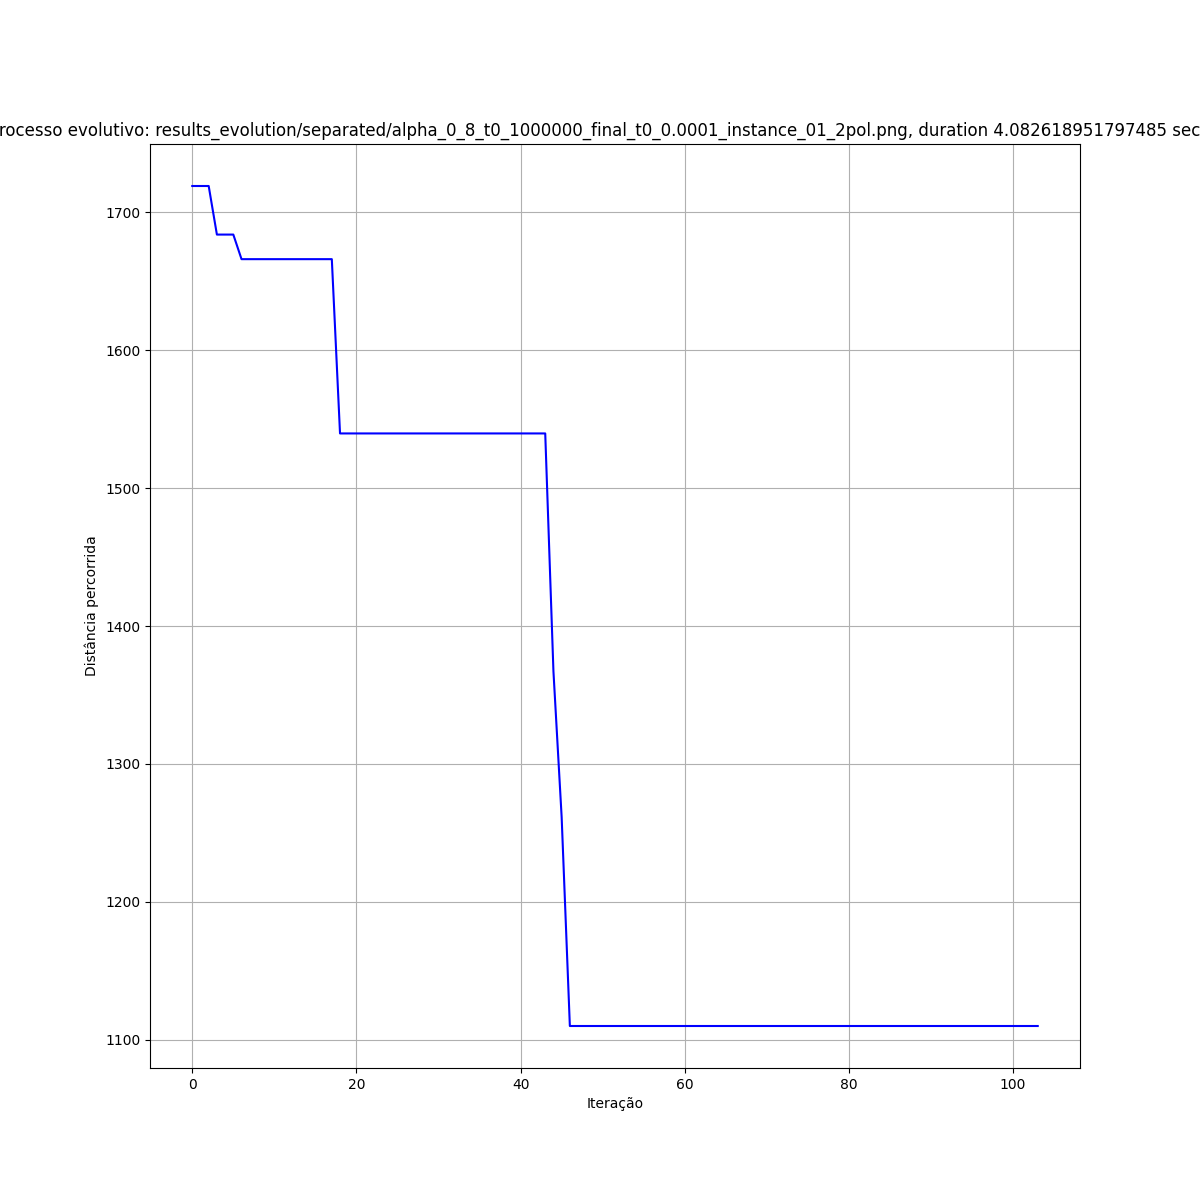 rocesso evolutivo: results_evolution/separated/alpha_0_8_t0_1000000_final_t0_0.0001_instance_01_2pol.png, duration 4.082618951797485 sec
1700
1600
1500
1400
1300
1200
1100
Distância percorrida
0 20 40 60 80 100
Iteração